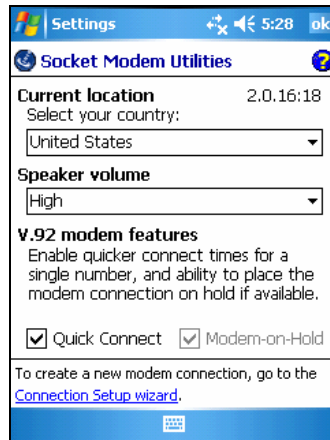 Settings 5:28 ok
Socket Modem Utilities ?
Current location 2.0.16:18
Select your country:
United States
Speaker volume
High
V.92 modem features
Enable quicker connect times for a
single number, and ability to place the
modem connection on hold if available.
Quick Connect Modem-on-Hold
To create a new modem connection, go to the
Connection Setup wizard.